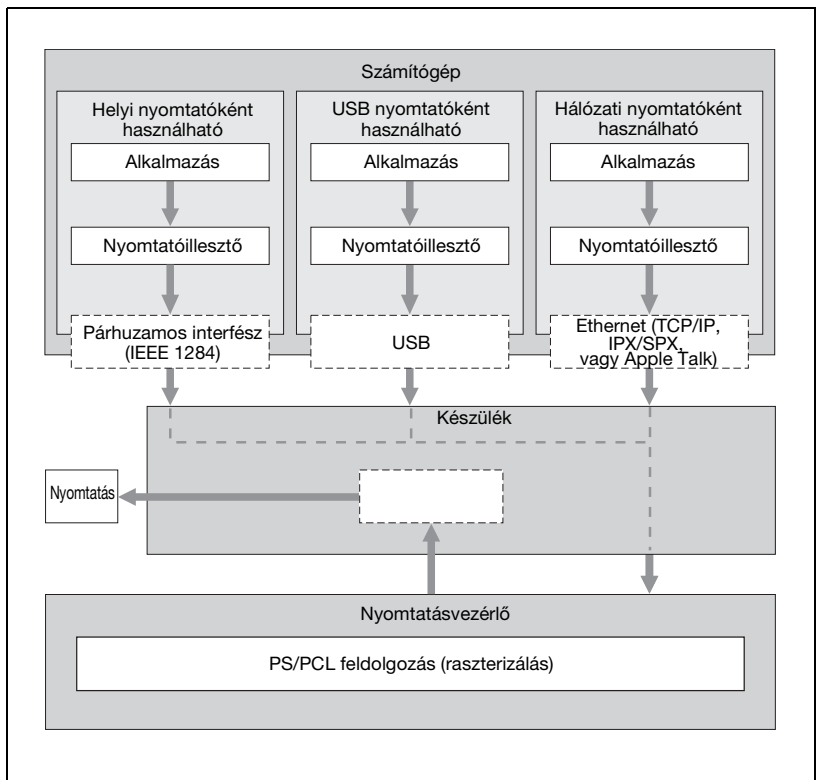 Számítógép
Helyi nyomtatóként
használható
USB nyomtatóként
használható
Hálózati nyomtatóként
használható
Alkalmazás
Alkalmazás
Alkalmazás
Nyomtatóillesztő
Nyomtatóillesztő
Nyomtatóillesztő
Párhuzamos interfész
(IEEE 1284)
USB
Ethernet (TCP/IP,
IPX/SPX,
vagy Apple Talk)
Készülék
Nyomtatás
Nyomtatásvezérlő
PS/PCL feldolgozás (raszterizálás)